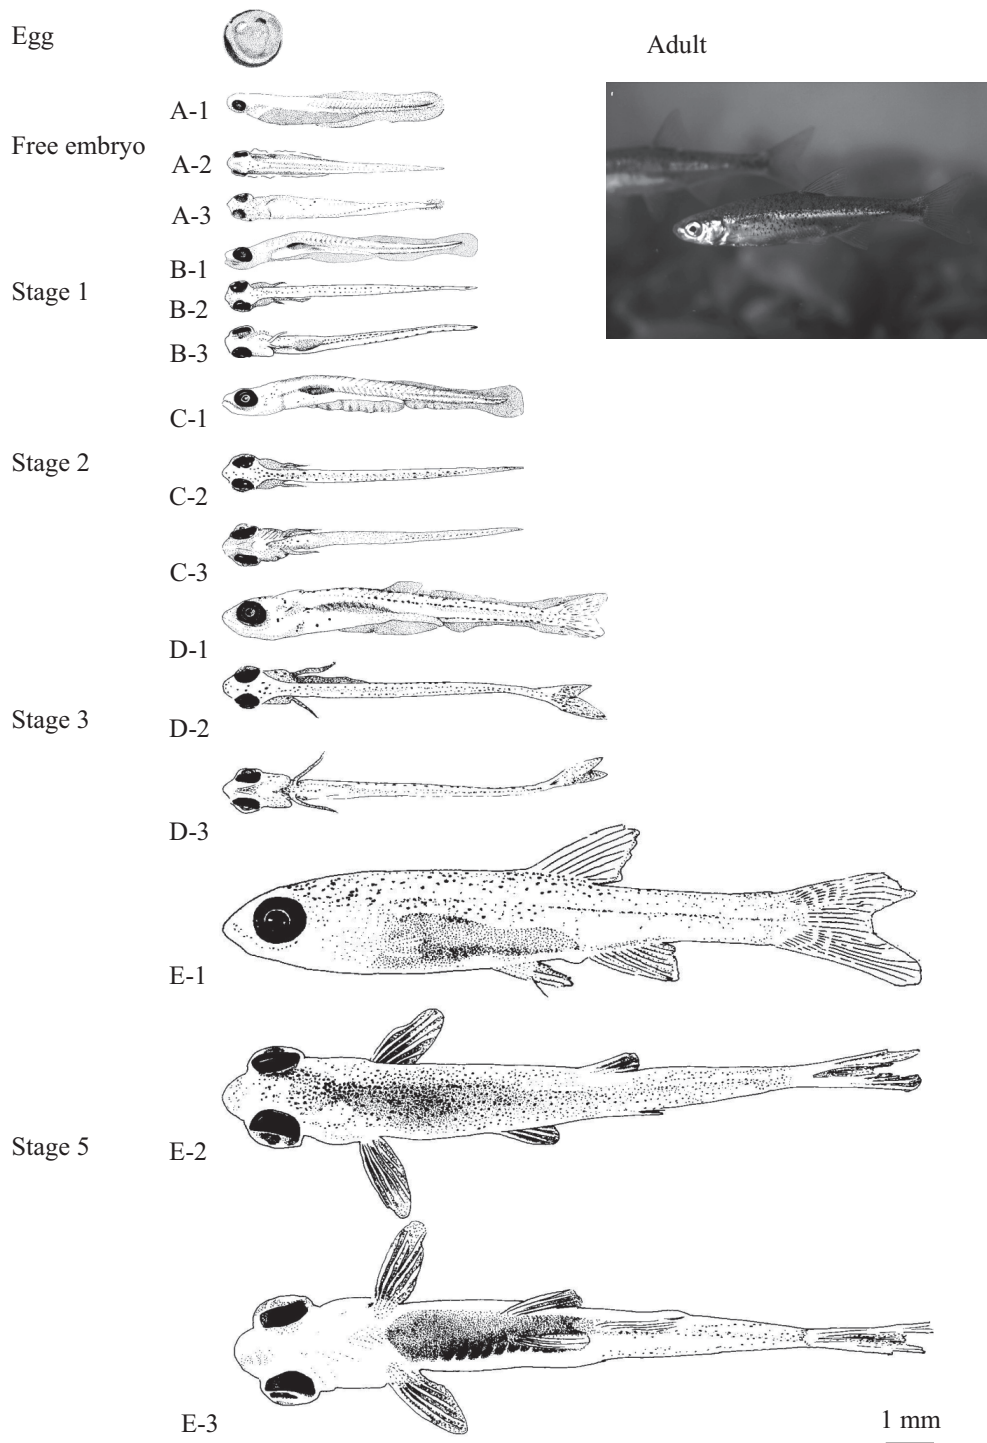 Egg
Adult
A-1
Free embryo
A-2
A-3
B-1
Stage 1
B-2
B-3
C-1
Stage 2
C-2
C-3
D-1
Stage 3
D-2
D-3
E-1
Stage 5
E-2
E-3
1 mm